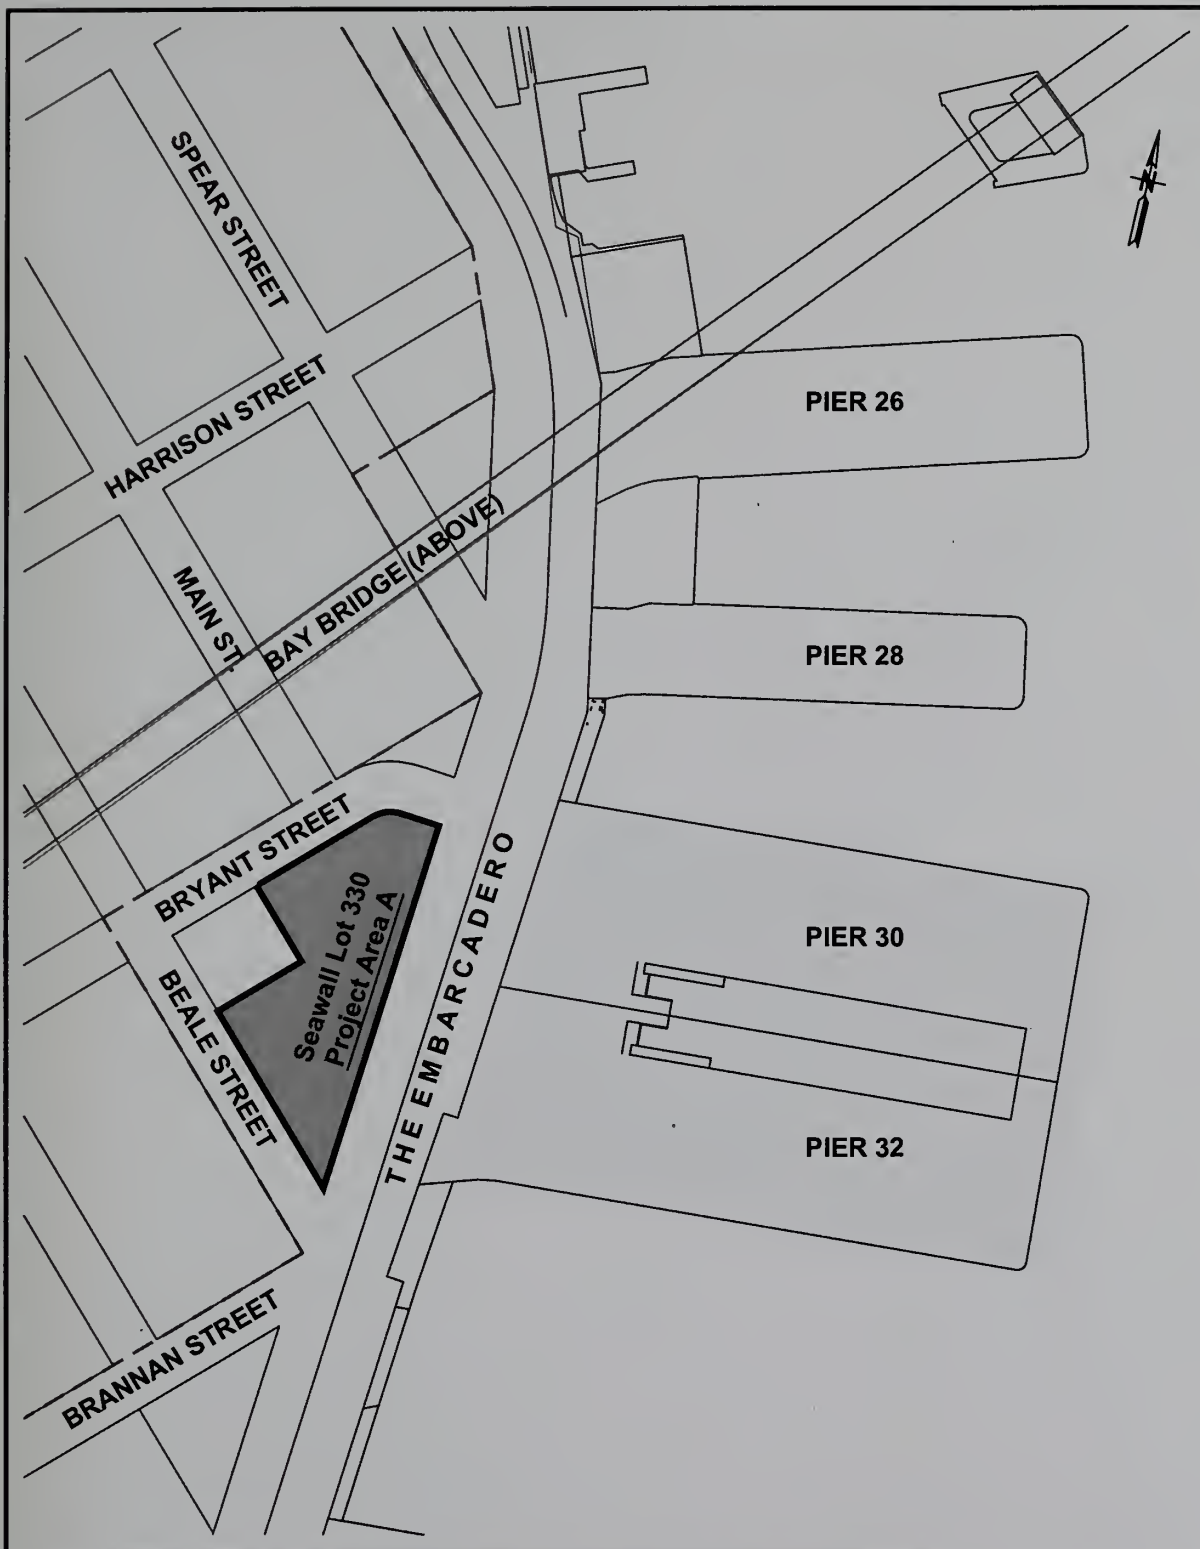 SPEAR STREET
N
HARRISON STREET
PIER 26
MAIN ST.
BAY BRIDGE (ABOVE)
PIER 28
BRYANT STREET
Seawall Lot 330
Project Area A
THE EMBARCADERO
PIER 30
BEALE STREET
PIER 32
BRANNAN STREET